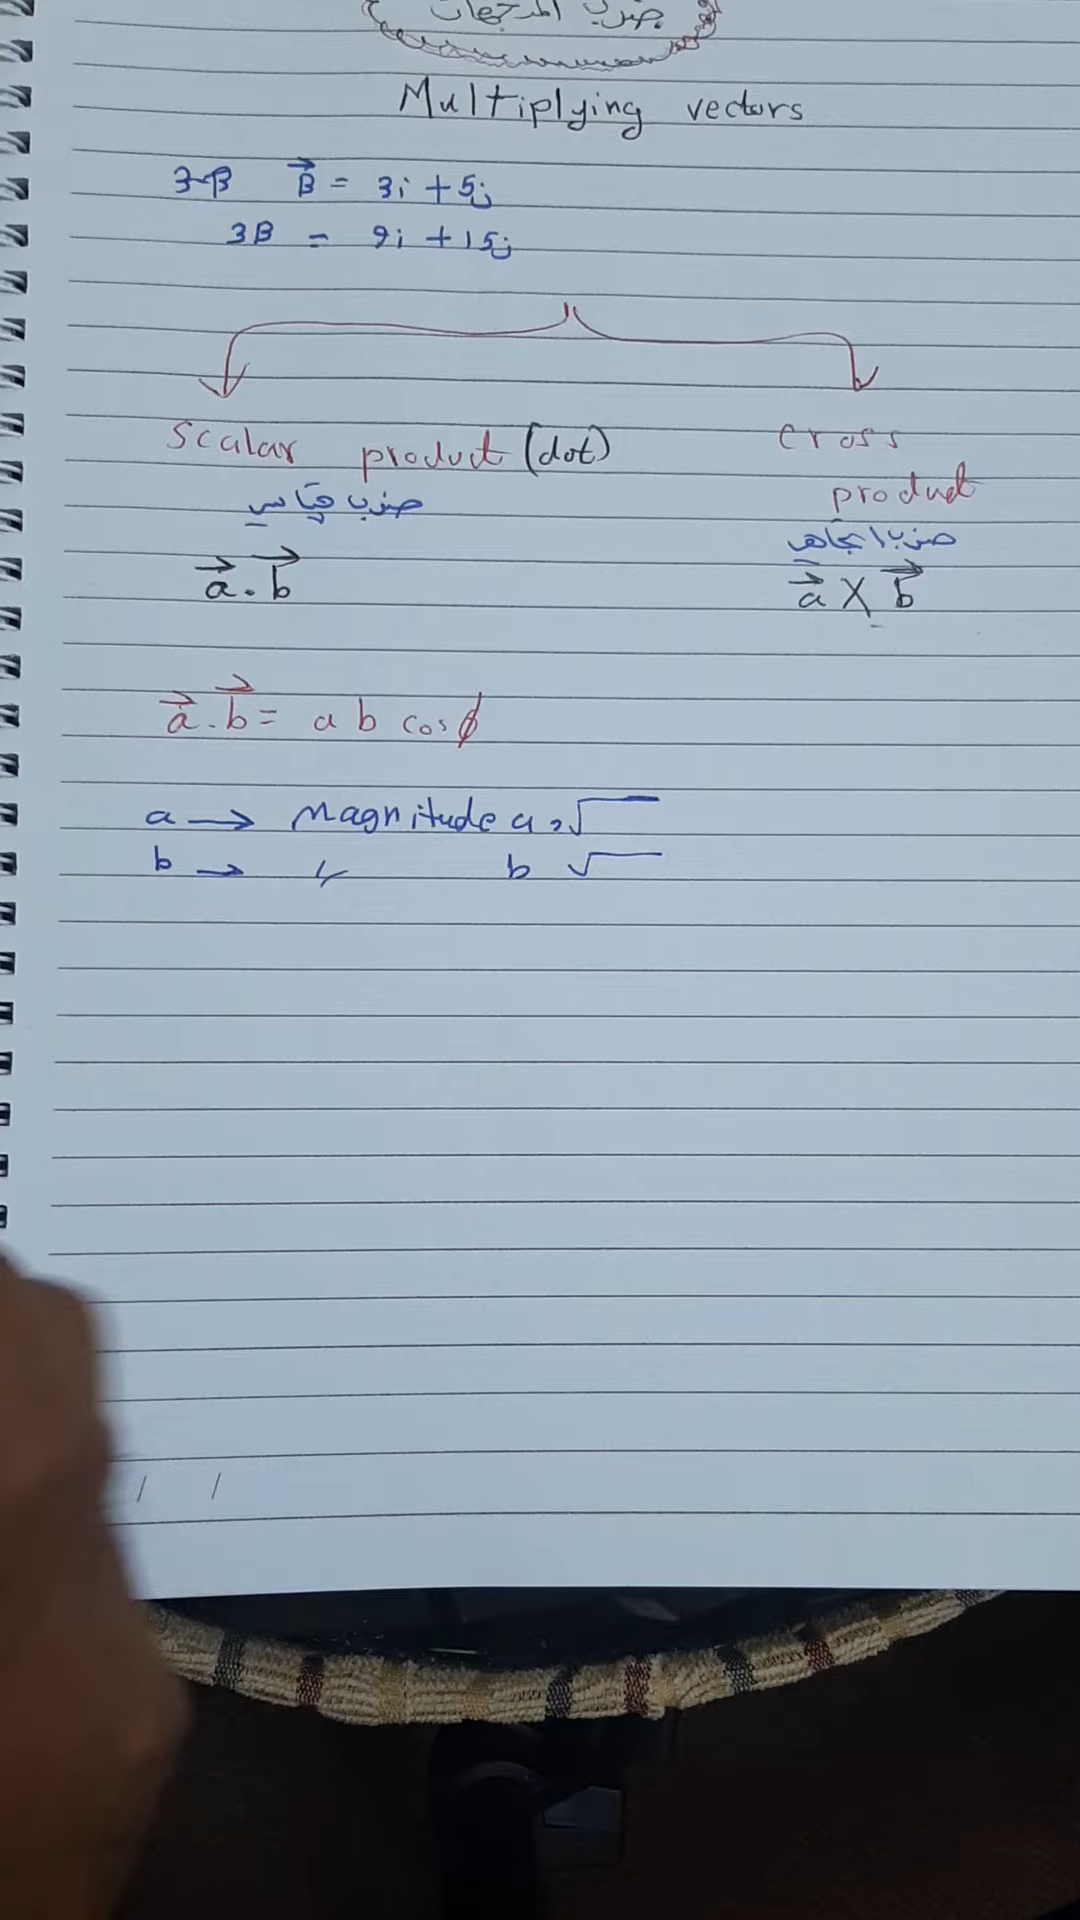 ضرب المتجهات
Multiplying vectors
3B B⃗ = 3i + 5j
3B = 9i + 15j
Scalar product (dot)
ضرب قياسي
a⃗ . b⃗
cross
product
ضرب اتجاهي
a⃗ X b⃗
a⃗ . b⃗ = a b cos ϕ
a → Magnitude a, √
b → 〃 b √
/ /